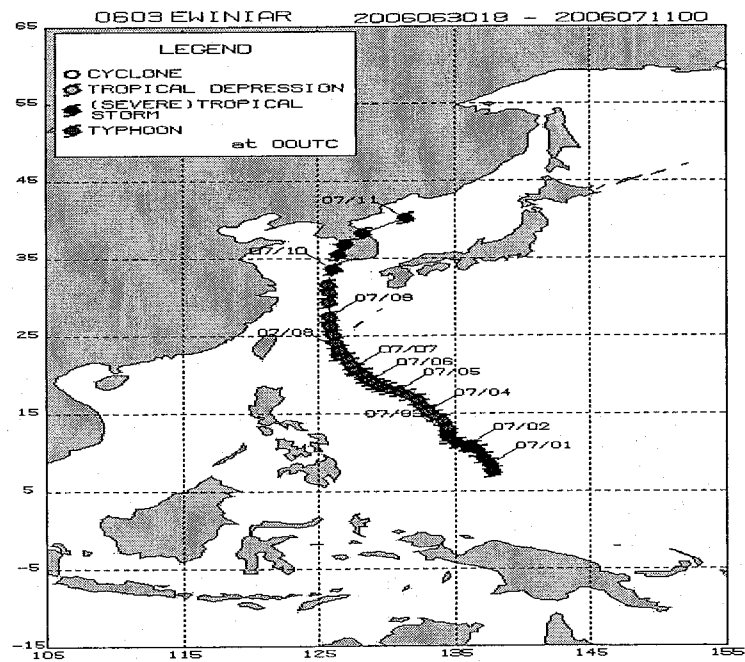 0603 EWINIAR 2006063018 - 2006071100
65
LEGEND
CYCLONE
TROPICAL DEPRESSION
(SEVERE)TROPICAL
STORM
TYPHOON
at 00UTC
55
45
07/11
35
07/10
07/09
25
07/08
07/07
07/06
07/05
07/04
15
07/03
07/02
07/01
5
-5
-15
105 115 125 135 145 155